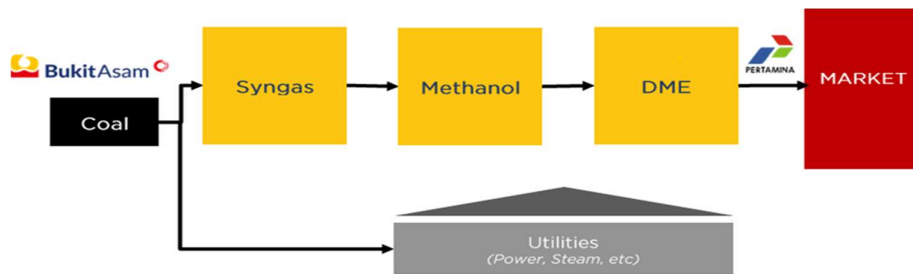 BukitAsam
Coal
Syngas
Methanol
DME
PERTAMINA
MARKET
Utilities
(Power, Steam, etc)